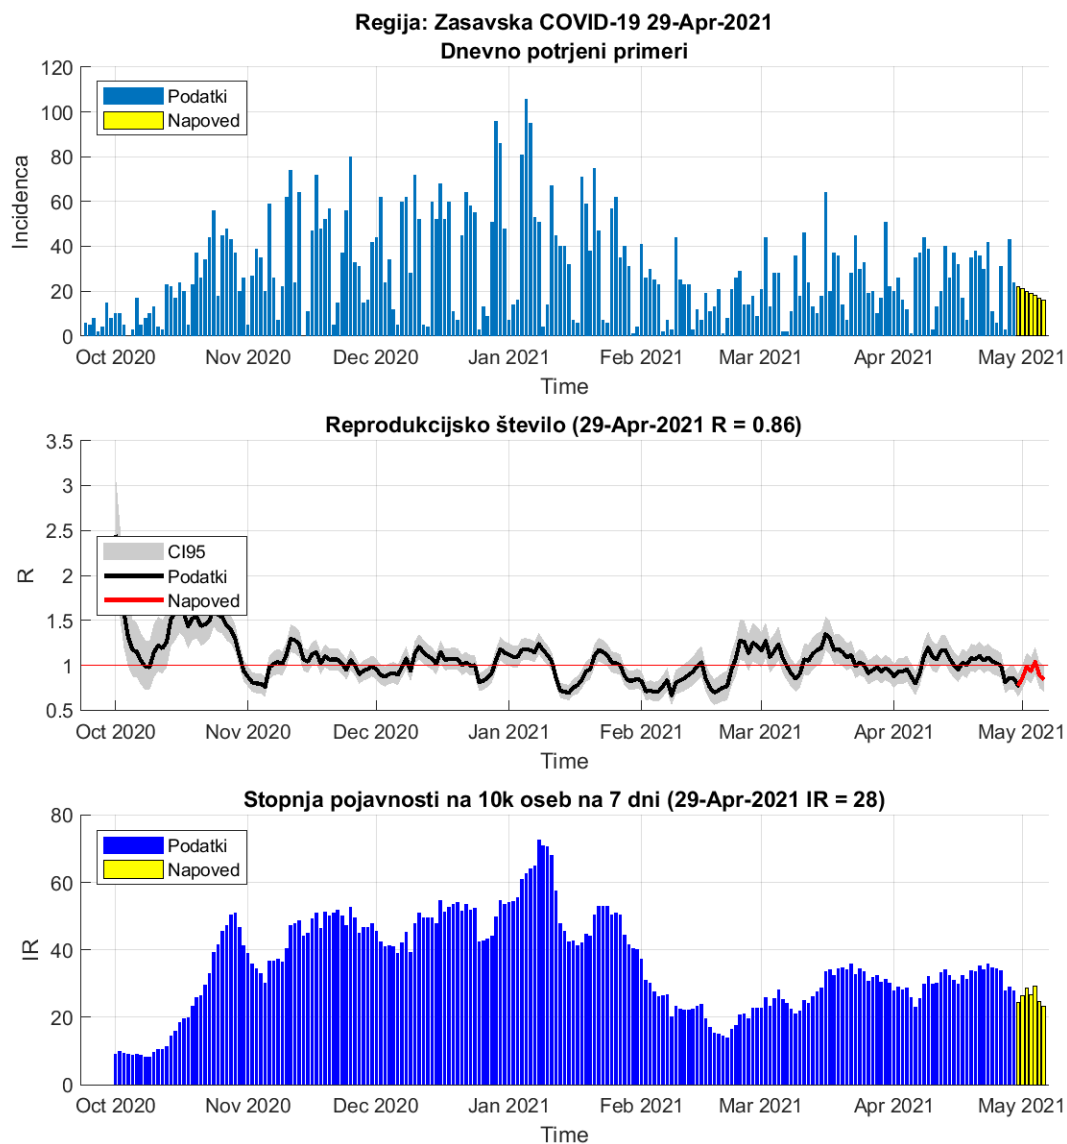 Regija: Zasavska COVID-19 29-Apr-2021
Dnevno potrjeni primeri
120
100
80
60
40
20
0
Incidenca
Podatki
Napoved
Oct 2020 Nov 2020 Dec 2020 Jan 2021 Feb 2021 Mar 2021 Apr 2021 May 2021
Time
Reprodukcijsko število (29-Apr-2021 R = 0.86)
3.5
3
2.5
2
1.5
1
0.5
R
CI95
Podatki
Napoved
Oct 2020 Nov 2020 Dec 2020 Jan 2021 Feb 2021 Mar 2021 Apr 2021 May 2021
Time
Stopnja pojavnosti na 10k oseb na 7 dni (29-Apr-2021 IR = 28)
80
60
40
20
0
IR
Podatki
Napoved
Oct 2020 Nov 2020 Dec 2020 Jan 2021 Feb 2021 Mar 2021 Apr 2021 May 2021
Time